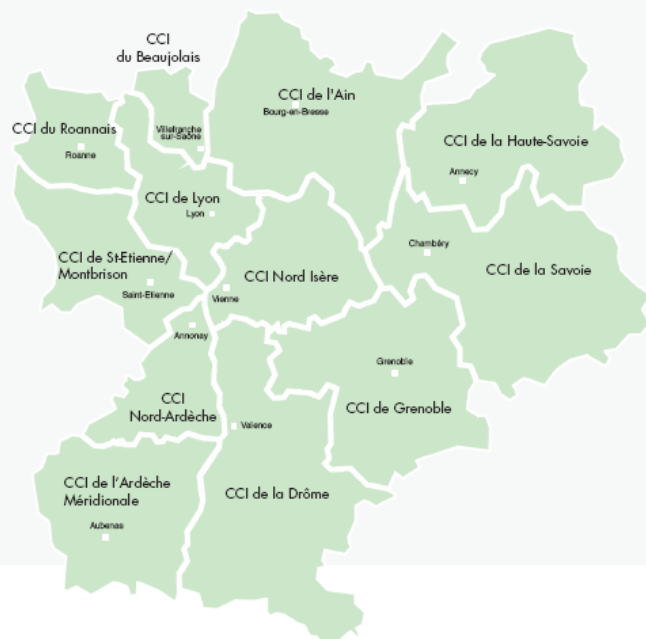 CCI
du Beaujolais
CCI de l'Ain
Bourg-en-Bresse
CCI du Roannais
Roanne
Villefranche
sur-Saône
CCI de la Haute-Savoie
Annecy
CCI de Lyon
Lyon
CCI de St-Etienne/
Montbrison
Saint-Etienne
CCI Nord Isère
Vienne
Chambéry
CCI de la Savoie
Annonay
Grenoble
CCI de Grenoble
CCI
Nord-Ardèche
Valence
CCI de l'Ardèche
Méridionale
Aubenas
CCI de la Drôme